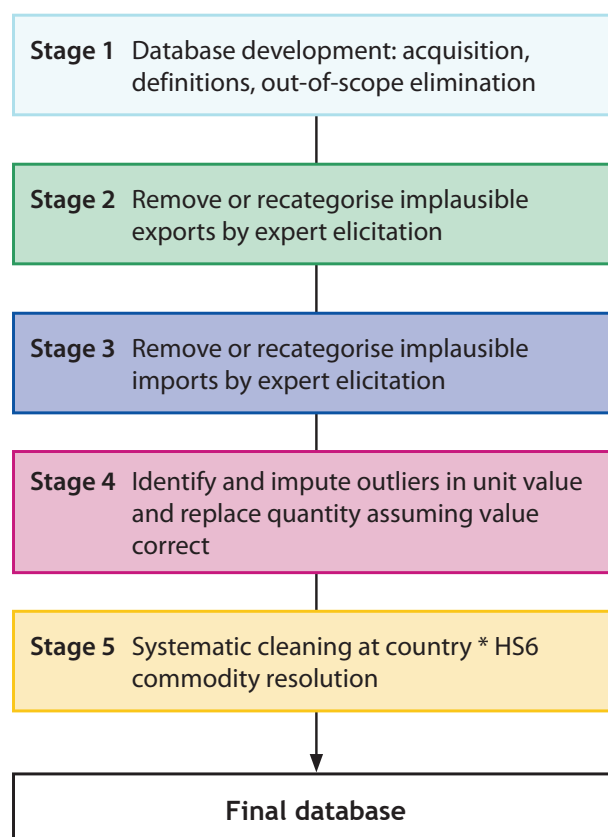 Stage 1 Database development: acquisition,
definitions, out-of-scope elimination
Stage 2 Remove or recategorise implausible
exports by expert elicitation
Stage 3 Remove or recategorise implausible
imports by expert elicitation
Stage 4 Identify and impute outliers in unit value
and replace quantity assuming value
correct
Stage 5 Systematic cleaning at country * HS6
commodity resolution
Final database